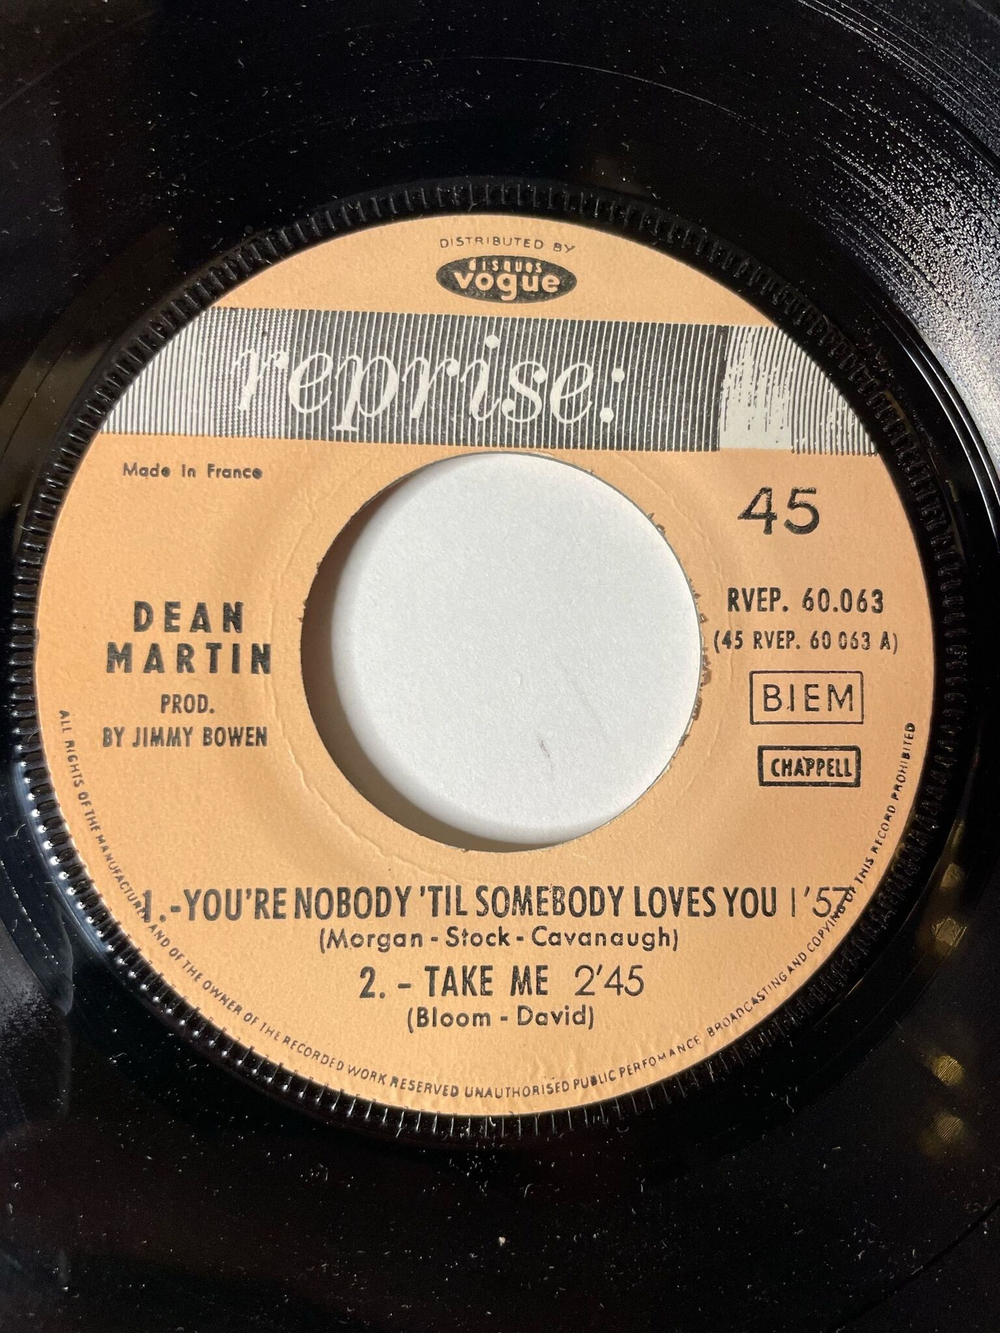 DISTRIBUTED BY
disques
vogue
reprise:
Made in France
45
DEAN
MARTIN
PROD.
BY JIMMY BOWEN
RVEP. 60.063
(45 RVEP. 60 063 A)
BIEM
CHAPPELL
1.-YOU'RE NOBODY 'TIL SOMEBODY LOVES YOU 1'57
(Morgan - Stock - Cavanaugh)
2. - TAKE ME 2'45
(Bloom - David)
ALL RIGHTS OF THE MANUFACTURER AND OF THE OWNER OF THE RECORDED WORK RESERVED UNAUTHORISED PUBLIC PERFOMANCE BROADCASTING AND COPYING OF THIS RECORD PROHIBITED